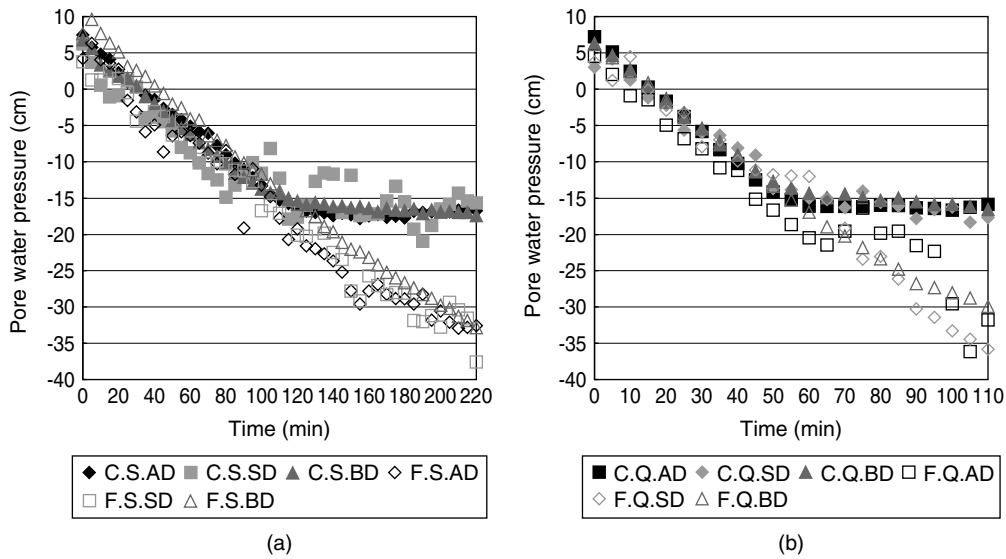 Pore water pressure (cm)
10
5
0
-5
-10
-15
-20
-25
-30
-35
-40
0 20 40 60 80 100 120 140 160 180 200 220
Time (min)
C.S.AD C.S.SD C.S.BD F.S.AD
F.S.SD F.S.BD
(a)
Pore water pressure (cm)
10
5
0
-5
-10
-15
-20
-25
-30
-35
-40
0 10 20 30 40 50 60 70 80 90 100 110
Time (min)
C.Q.AD C.Q.SD C.Q.BD F.Q.AD
F.Q.SD F.Q.BD
(b)